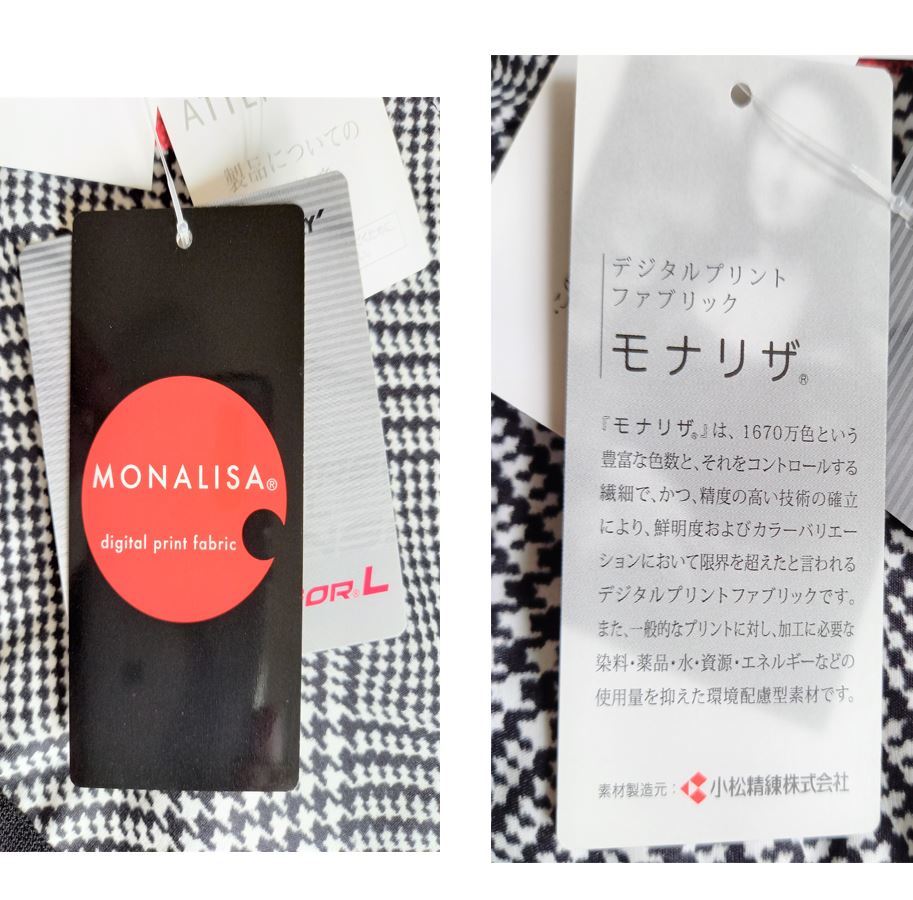 製品についての
MONALISA®
digital print fabric
L
デジタルプリント
ファブリック
モナリザ®
『モナリザ®』は、1670万色という
豊富な色数と、それをコントロールする
繊細で、かつ、精度の高い技術の確立
により、鮮明度およびカラーバリエー
ションにおいて限界を超えたと言われる
デジタルプリントファブリックです。
また、一般的なプリントに対し、加工に必要な
染料・薬品・水・資源・エネルギーなどの
使用量を抑えた環境配慮型素材です。
素材製造元：小松精練株式会社